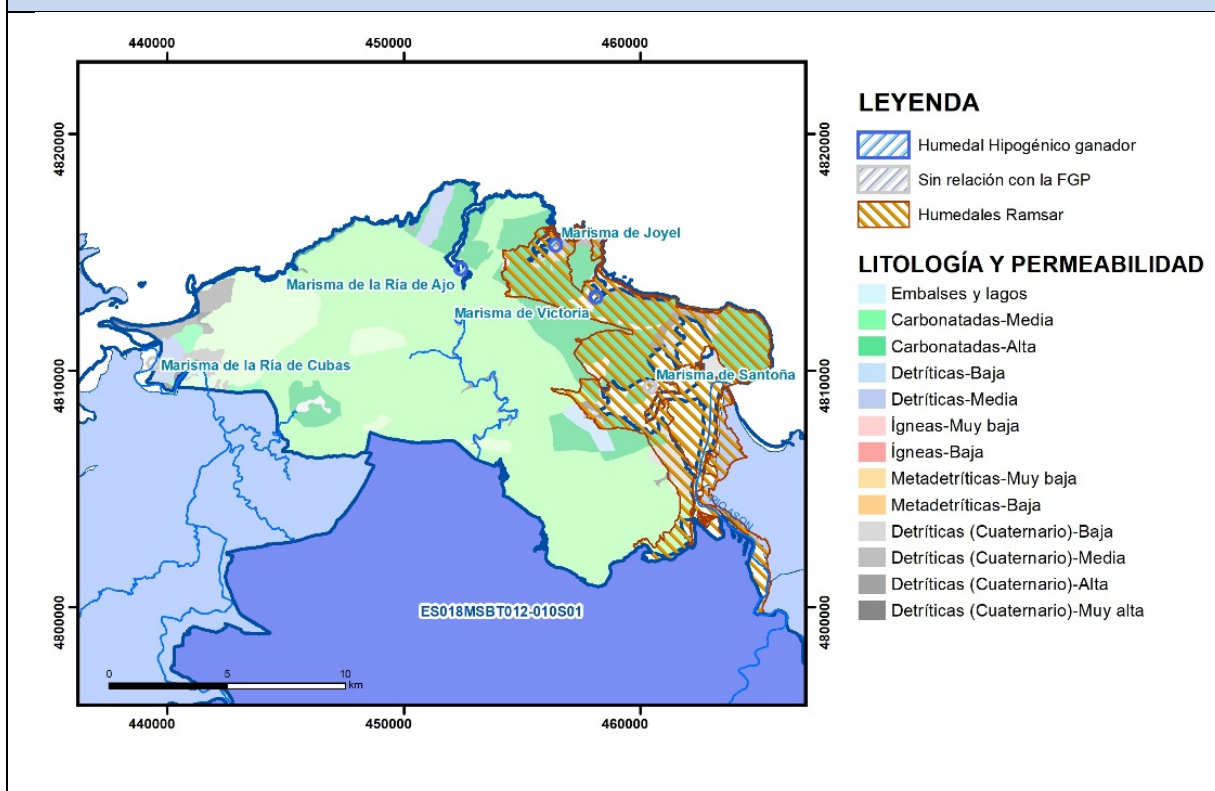 440000
450000
460000
4820000
4820000
4810000
4810000
4800000
4800000
Marisma de Joyel
Marisma de la Ría de Ajo
Marisma de Victoria
Marisma de la Ría de Cubas
Marisma de Santoña
RIO ASON
ES018MSBT012-010S01
0
5
10
km
440000
450000
460000
LEYENDA
Humedal Hipogénico ganador
Sin relación con la FGP
Humedales Ramsar
LITOLOGÍA Y PERMEABILIDAD
Embalses y lagos
Carbonatadas-Media
Carbonatadas-Alta
Detríticas-Baja
Detríticas-Media
Ígneas-Muy baja
Ígneas-Baja
Metadetríticas-Muy baja
Metadetríticas-Baja
Detríticas (Cuaternario)-Baja
Detríticas (Cuaternario)-Media
Detríticas (Cuaternario)-Alta
Detríticas (Cuaternario)-Muy alta